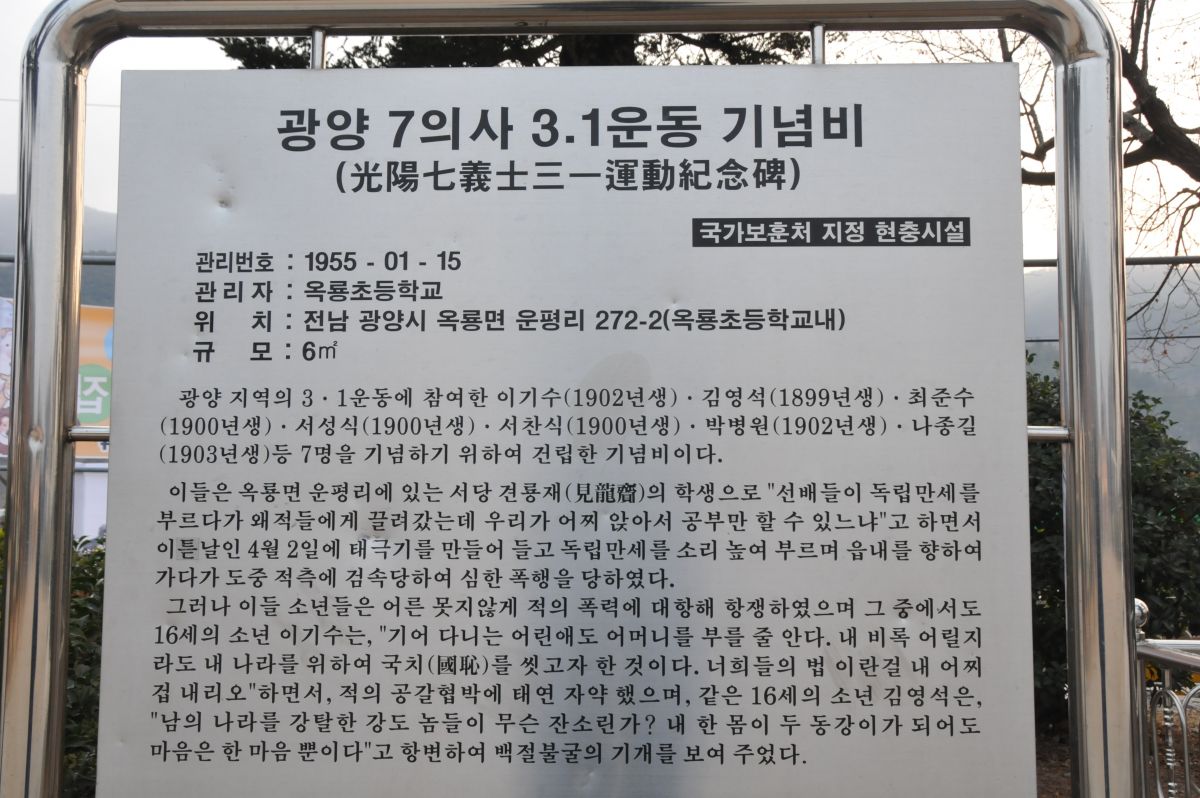 광양 7의사 3.1운동 기념비
(光陽七義士三一運動紀念碑)
국가보훈처 지정 현충시설
관리번호 : 1955 - 01 - 15
관 리 자 : 옥룡초등학교
위 치 : 전남 광양시 옥룡면 운평리 272-2(옥룡초등학교내)
규 모 : 6㎡
광양 지역의 3·1운동에 참여한 이기수(1902년생)·김영석(1899년생)·최준수
(1900년생)·서성식(1900년생)·서찬식(1900년생)·박병원(1902년생)·나종길
(1903년생)등 7명을 기념하기 위하여 건립한 기념비이다.
이들은 옥룡면 운평리에 있는 서당 견룡재(見龍齋)의 학생으로 "선배들이 독립만세를
부르다가 왜적들에게 끌려갔는데 우리가 어찌 앉아서 공부만 할 수 있느냐"고 하면서
이튿날인 4월 2일에 태극기를 만들어 들고 독립만세를 소리 높여 부르며 읍내를 향하여
가다가 도중 적측에 검속당하여 심한 폭행을 당하였다.
그러나 이들 소년들은 어른 못지않게 적의 폭력에 대항해 항쟁하였으며 그 중에서도
16세의 소년 이기수는, "기어 다니는 어린애도 어머니를 부를 줄 안다. 내 비록 어릴지
라도 내 나라를 위하여 국치(國恥)를 씻고자 한 것이다. 너희들의 법 이란걸 내 어찌
겁 내리오"하면서, 적의 공갈협박에 태연 자약 했으며, 같은 16세의 소년 김영석은,
"남의 나라를 강탈한 강도 놈들이 무슨 잔소린가? 내 한 몸이 두 동강이가 되어도
마음은 한 마음 뿐이다"고 항변하여 백절불굴의 기개를 보여 주었다.
집